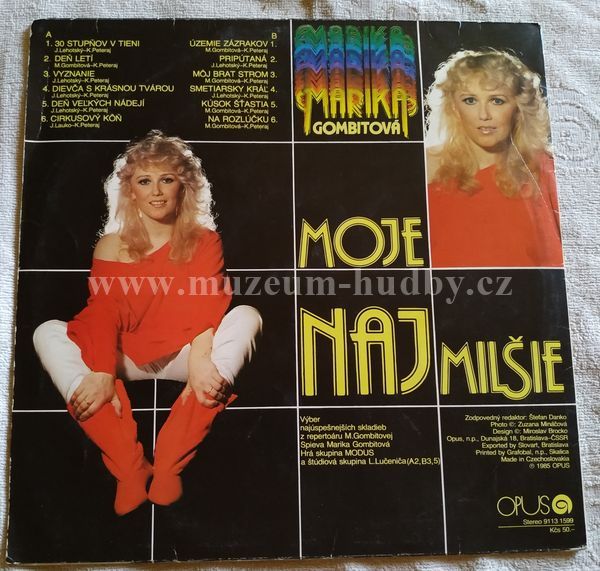 A
1. 30 STUPŇOV V TIENI
J.Lehotský–K.Peteraj
2. DEŇ LETÍ
M.Gombitová–K.Peteraj
3. VYZNANIE
J.Lehotský–K.Peteraj
4. DIEVČA S KRÁSNOU TVÁROU
J.Lehotský–K.Peteraj
5. DEŇ VEĽKÝCH NÁDEJÍ
J.Lehotský–K.Peteraj
6. CIRKUSOVÝ KÔŇ
J.Lauko–K.Peteraj
B
ÚZEMIE ZÁZRAKOV 1.
M.Gombitová–K.Peteraj
PRIPÚTANÁ 2.
J.Lehotský–K.Peteraj
MÔJ BRAT STROM 3.
M.Gombitová–K.Peteraj
SMETIARSKY KRÁĽ 4.
J.Lehotský–K.Peteraj
KÚSOK ŠTASTIA 5.
M.Gombitová–K.Peteraj
NA ROZLÚČKU 6.
M.Gombitová–K.Peteraj
MARIKA
GOMBITOVÁ
MOJE
NAJ
MILŠIE
www.muzeum-hudby.cz
Výber
najúspešnejších skladieb
z repertoáru M.Gombitovej
Spieva Marika Gombitová
Hrá skupina MODUS
a štúdiová skupina L.Lučeniča(A2,B3,5)
Zodpovedný redaktor: Štefan Danko
Photo ©: Zuzana Mináčová
Design ©: Miroslav Brocko
Opus, n.p., Dunajská 18, Bratislava-ČSSR
Exported by Slovart, Bratislava
Printed by Grafobal, n.p., Skalica
Made in Czechoslovakia
℗ 1985 OPUS
OPUS
Stereo 9113 1599
Kčs 50.–